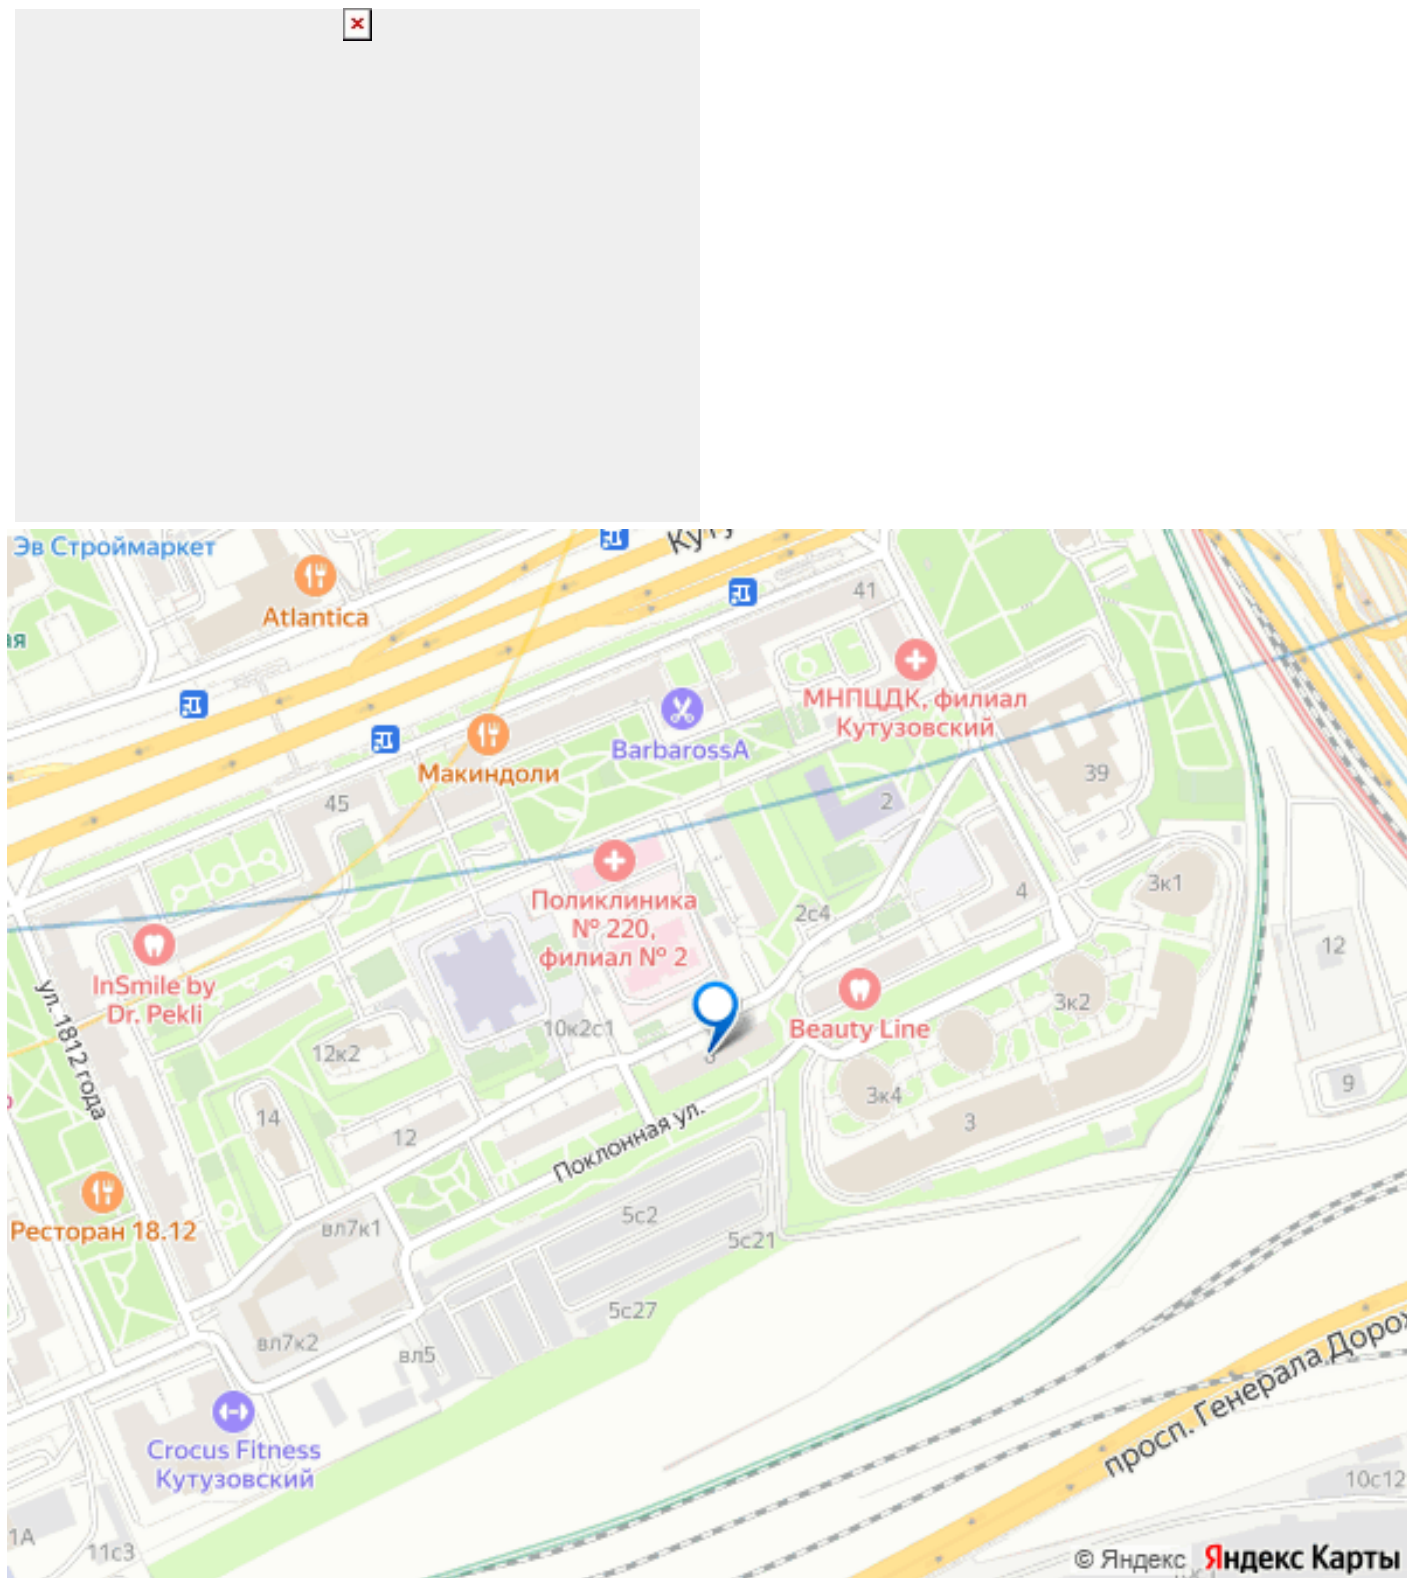 Эв Строймаркет
Куту
Atlantica
ая
41
МНПЦДК, филиал
Кутузовский
BarbarossA
Макиндоли
39
45
2
Поликлиника
№ 220,
филиал № 2
3к1
4
2с4
12
InSmile by
Dr. Pekli
ул. 1812 года
3к2
10к2с1
Beauty Line
12к2
9
3к4
14
3
12
Поклонная ул.
Ресторан 18.12
вл7к1
5с2
5с21
5с27
вл7к2
вл5
просп. Генерала Дорох
Crocus Fitness
Кутузовский
10с12
1А
11с3
© Яндекс Яндекс Карты